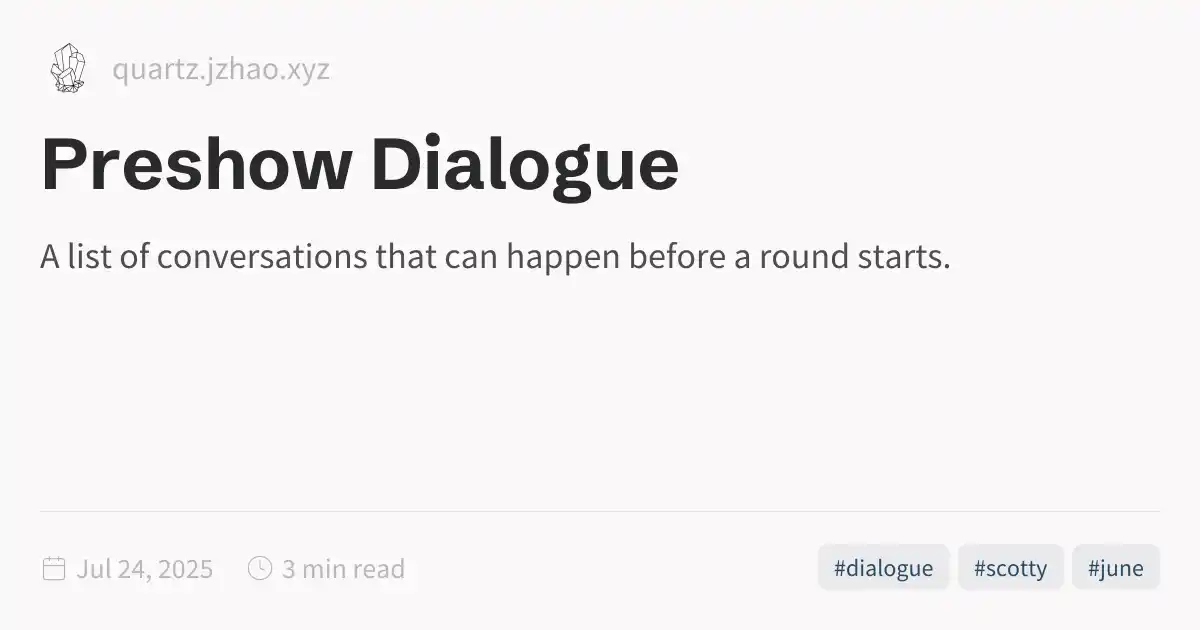 quartz.jzhao.xyz
Preshow Dialogue
A list of conversations that can happen before a round starts.
Jul 24, 2025
3 min read
#dialogue
#scotty
#june